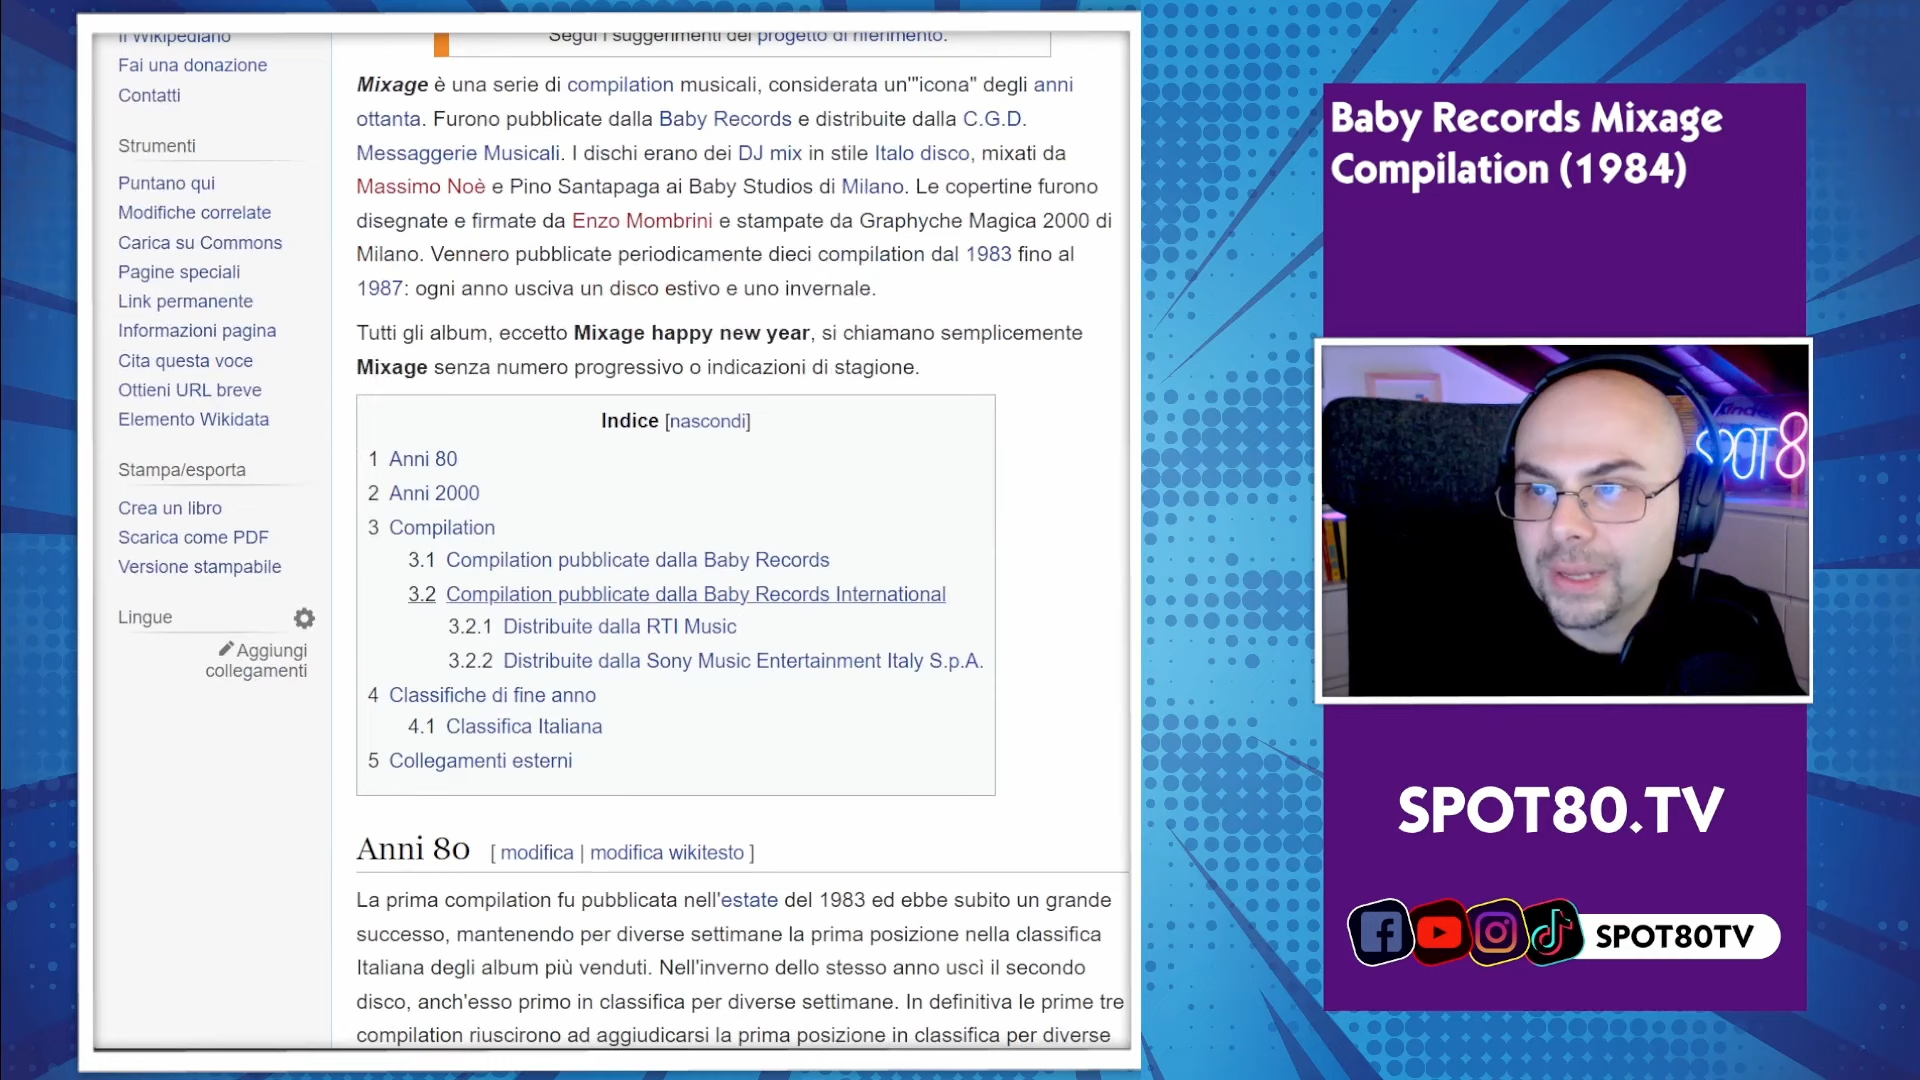 Il Wikipediano
Fai una donazione
Contatti
Strumenti
Puntano qui
Modifiche correlate
Carica su Commons
Pagine speciali
Link permanente
Informazioni pagina
Cita questa voce
Ottieni URL breve
Elemento Wikidata
Stampa/esporta
Crea un libro
Scarica come PDF
Versione stampabile
Lingue
Aggiungi
collegamenti
Segui i suggerimenti del progetto di riferimento.
Mixage è una serie di compilation musicali, considerata un'"icona" degli anni
ottanta. Furono pubblicate dalla Baby Records e distribuite dalla C.G.D.
Messaggerie Musicali. I dischi erano dei DJ mix in stile Italo disco, mixati da
Massimo Noè e Pino Santapaga ai Baby Studios di Milano. Le copertine furono
disegnate e firmate da Enzo Mombrini e stampate da Graphyche Magica 2000 di
Milano. Vennero pubblicate periodicamente dieci compilation dal 1983 fino al
1987: ogni anno usciva un disco estivo e uno invernale.
Tutti gli album, eccetto Mixage happy new year, si chiamano semplicemente
Mixage senza numero progressivo o indicazioni di stagione.
Indice [nascondi]
1 Anni 80
2 Anni 2000
3 Compilation
3.1 Compilation pubblicate dalla Baby Records
3.2 Compilation pubblicate dalla Baby Records International
3.2.1 Distribuite dalla RTI Music
3.2.2 Distribuite dalla Sony Music Entertainment Italy S.p.A.
4 Classifiche di fine anno
4.1 Classifica Italiana
5 Collegamenti esterni
Anni 80 [ modifica | modifica wikitesto ]
La prima compilation fu pubblicata nell'estate del 1983 ed ebbe subito un grande
successo, mantenendo per diverse settimane la prima posizione nella classifica
Italiana degli album più venduti. Nell'inverno dello stesso anno uscì il secondo
disco, anch'esso primo in classifica per diverse settimane. In definitiva le prime tre
compilation riuscirono ad aggiudicarsi la prima posizione in classifica per diverse
Baby Records Mixage
Compilation (1984)
SPOT8
SPOT80.TV
SPOT80TV